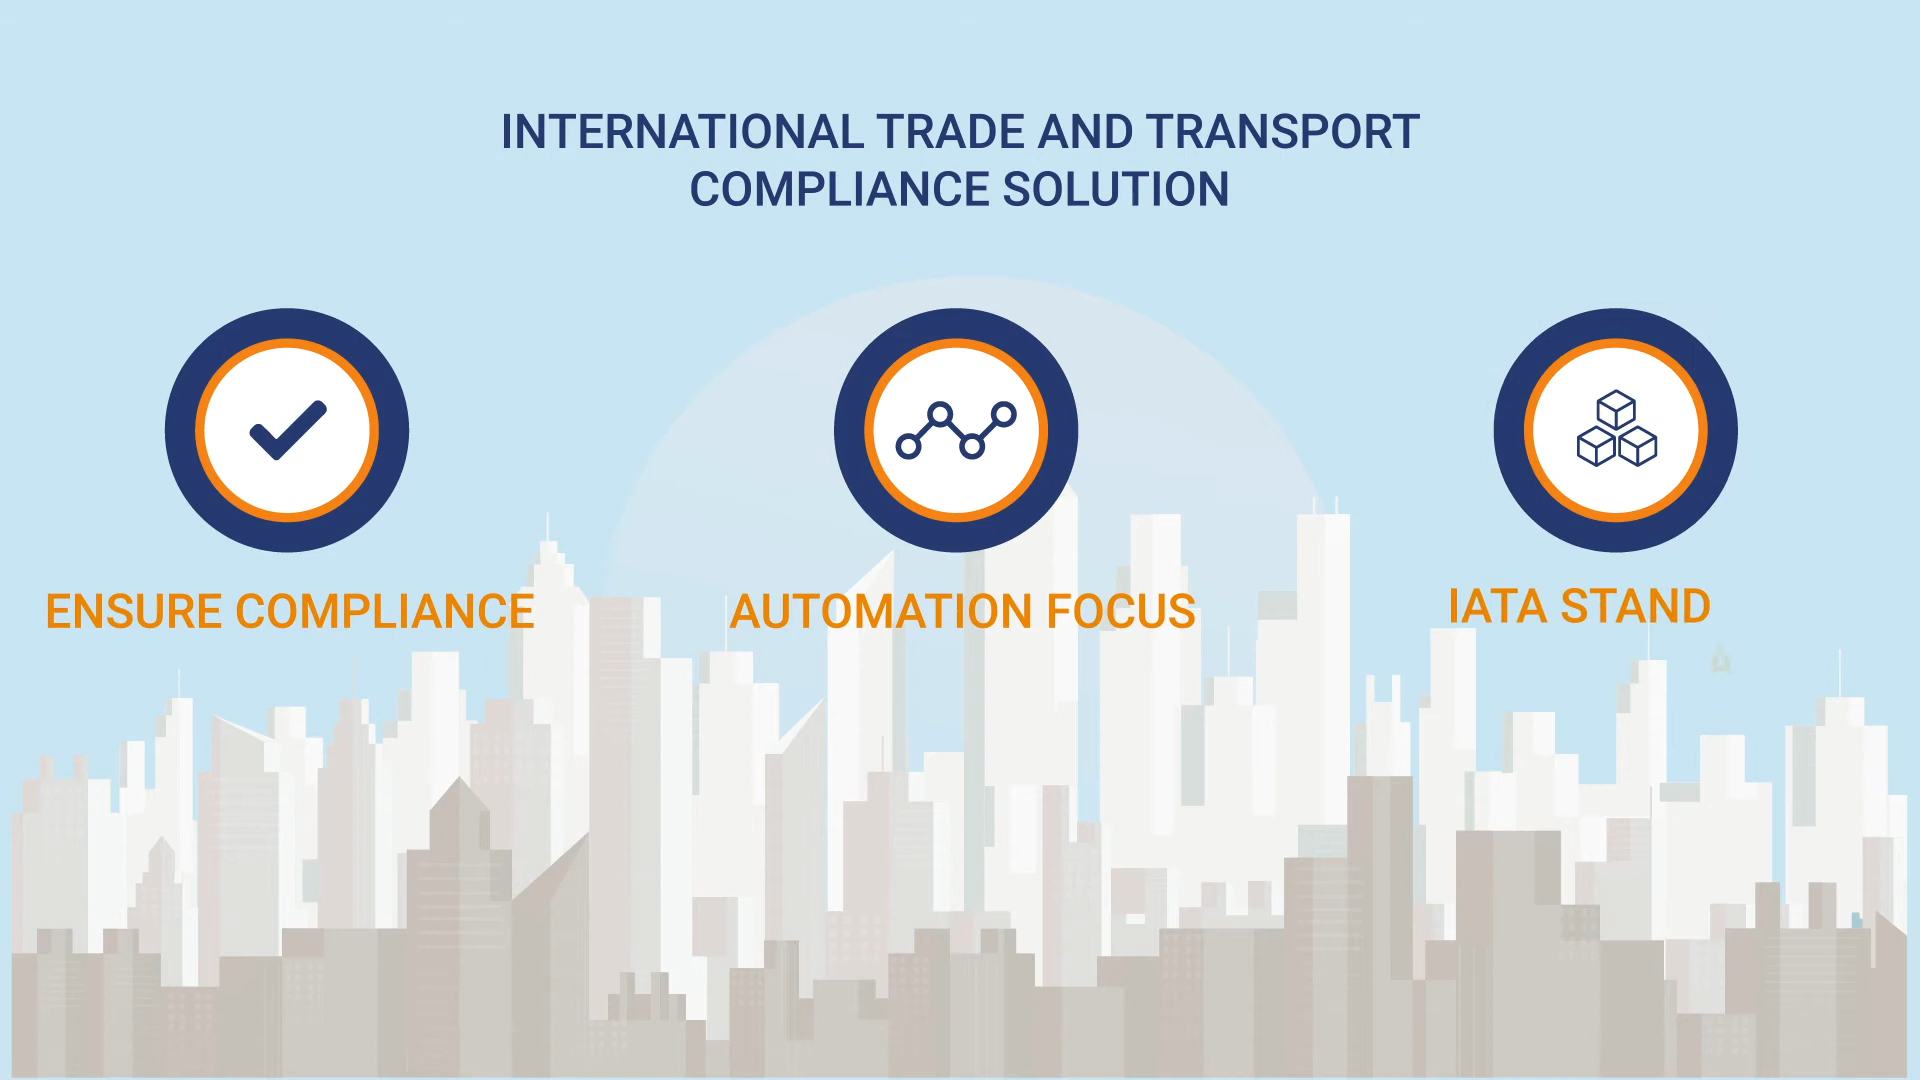 INTERNATIONAL TRADE AND TRANSPORT
COMPLIANCE SOLUTION
ENSURE COMPLIANCE
AUTOMATION FOCUS
IATA STAND